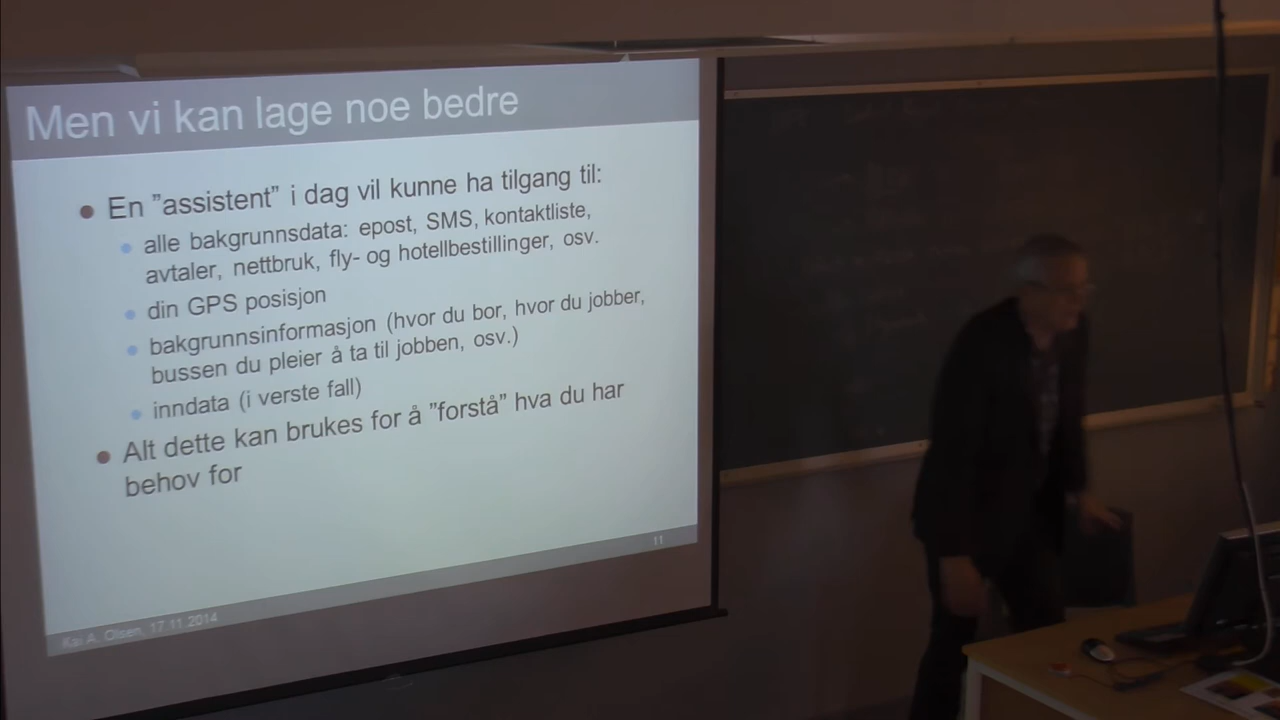 Men vi kan lage noe bedre
En ”assistent” i dag vil kunne ha tilgang til:
alle bakgrunnsdata: epost, SMS, kontaktliste,
avtaler, nettbruk, fly- og hotellbestillinger, osv.
din GPS posisjon
bakgrunnsinformasjon (hvor du bor, hvor du jobber,
bussen du pleier å ta til jobben, osv.)
inndata (i verste fall)
Alt dette kan brukes for å ”forstå” hva du har
behov for
11
Kai A. Olsen, 17.11.2014